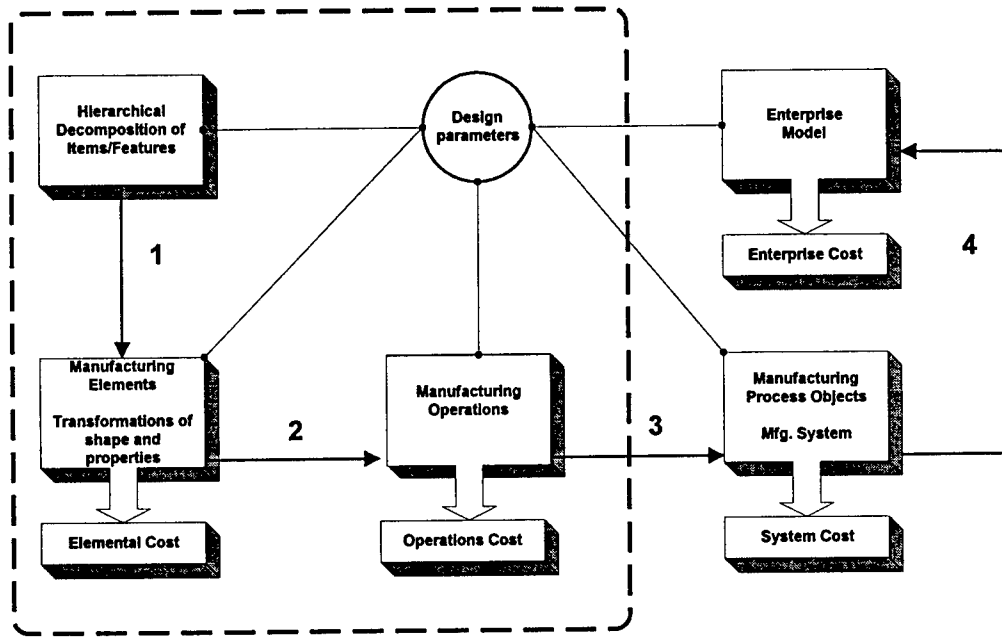 Hierarchical
Decomposition of
Items/Features
Design
parameters
Enterprise
Model
Enterprise Cost
1
4
Manufacturing
Elements
Transformations of
shape and
properties
2
Manufacturing
Operations
3
Manufacturing
Process Objects
Mfg. System
Elemental Cost
Operations Cost
System Cost